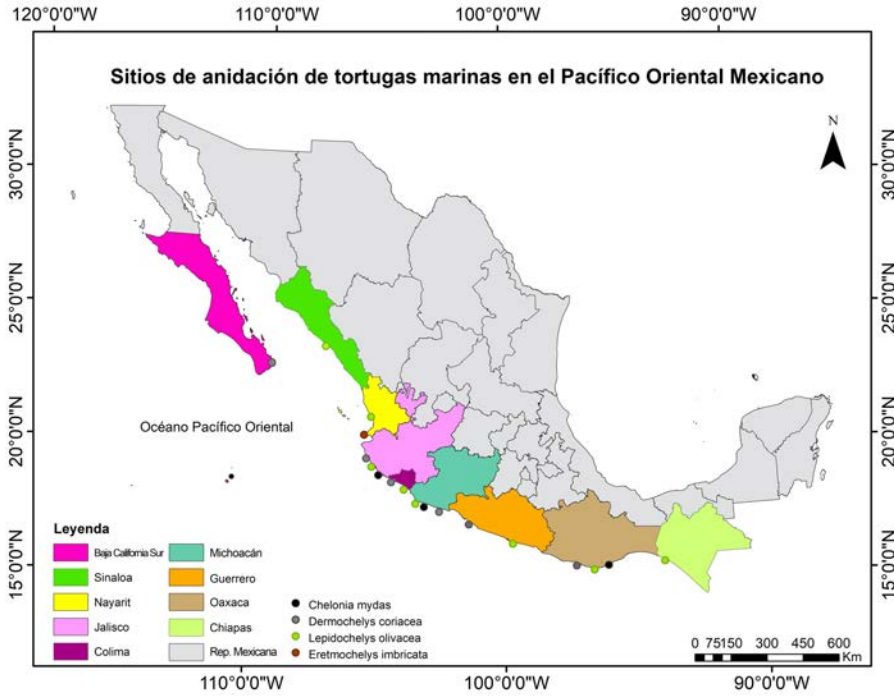 120°0'0"W 110°0'0"W 100°0'0"W 90°0'0"W
Sitios de anidación de tortugas marinas en el Pacífico Oriental Mexicano
N
30°0'0"N
30°0'0"N
25°0'0"N
25°0'0"N
20°0'0"N
20°0'0"N
15°0'0"N
15°0'0"N
Océano Pacífico Oriental
Leyenda
Baja California Sur
Sinaloa
Nayarit
Jalisco
Colima
Michoacán
Guerrero
Oaxaca
Chiapas
Rep. Mexicana
Chelonia mydas
Dermochelys coriacea
Lepidochelys olivacea
Eretmochelys imbricata
0 75150 300 450 600
Km
110°0'0"W 100°0'0"W 90°0'0"W